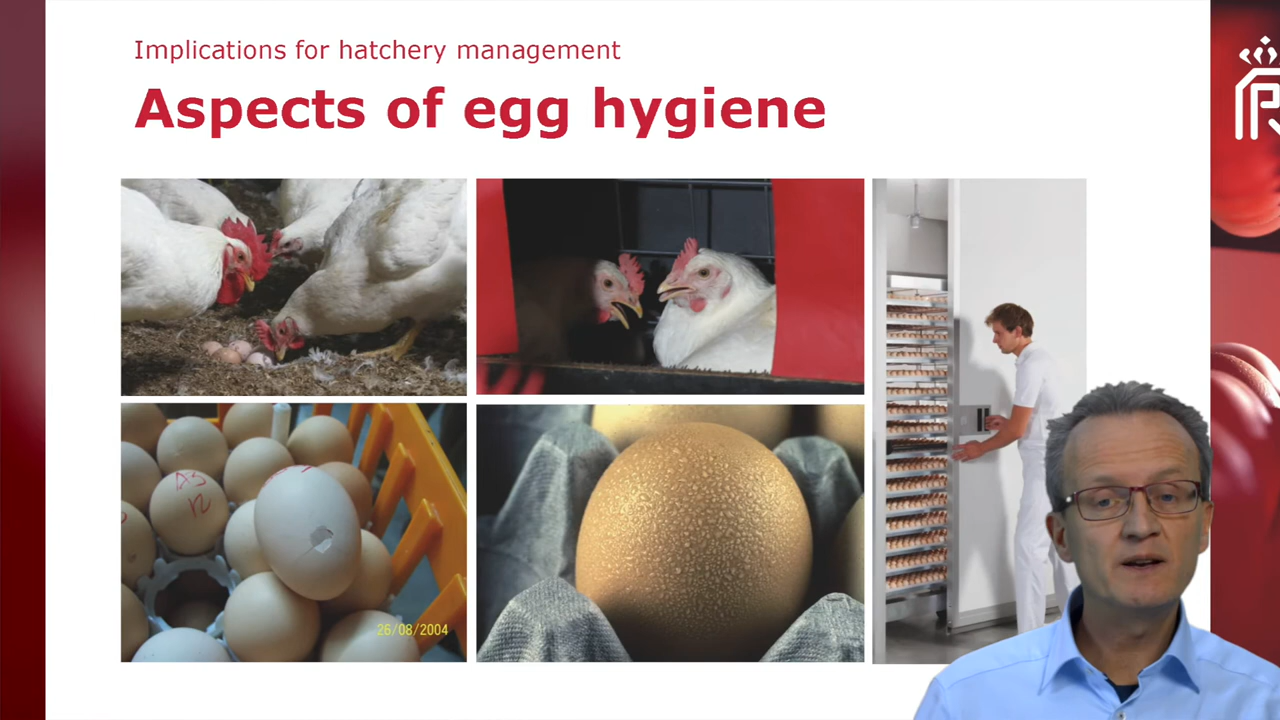 Implications for hatchery management
Aspects of egg hygiene
26/08/2004